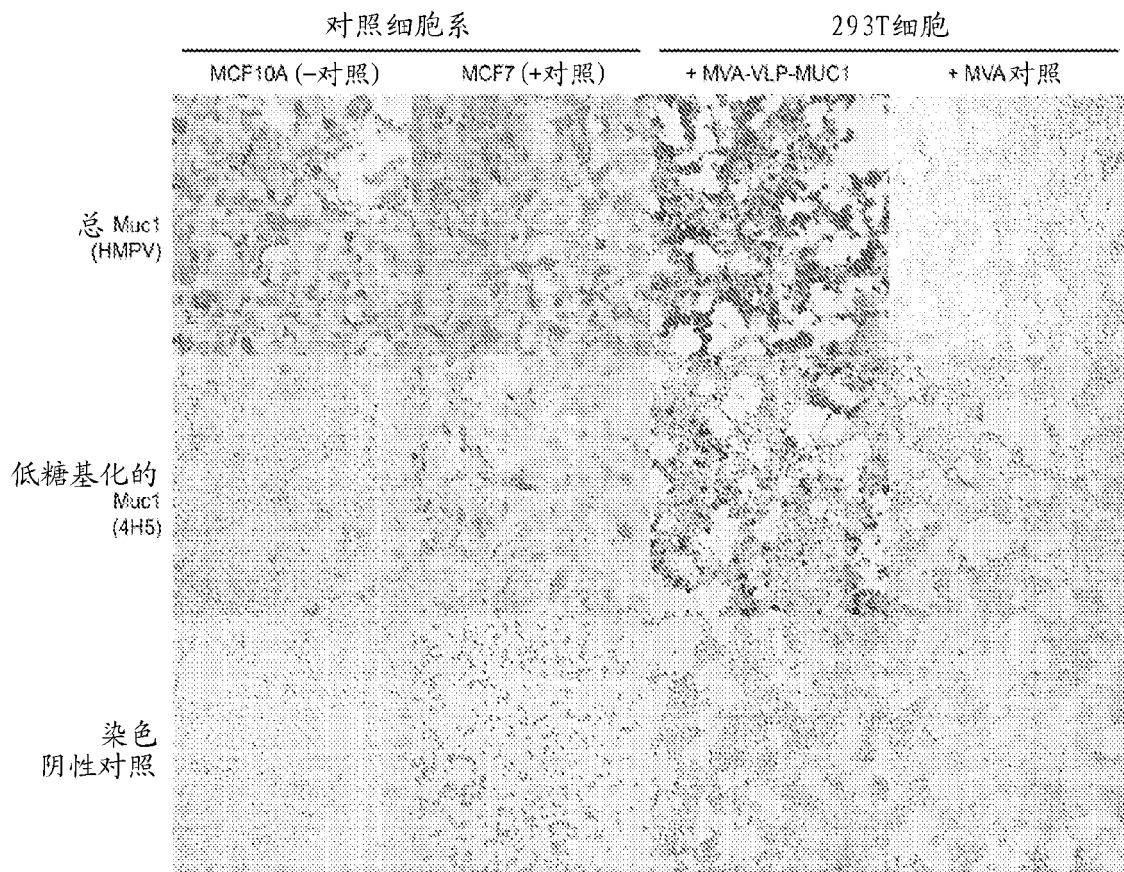 对照细胞系
293T细胞
MCF10A (－对照)
MCF7 (+对照)
+ MVA-VLP-MUC1
+ MVA对照
总 Muc1
(HMPV)
低糖基化的
Muc1
(4H5)
染色
阴性对照